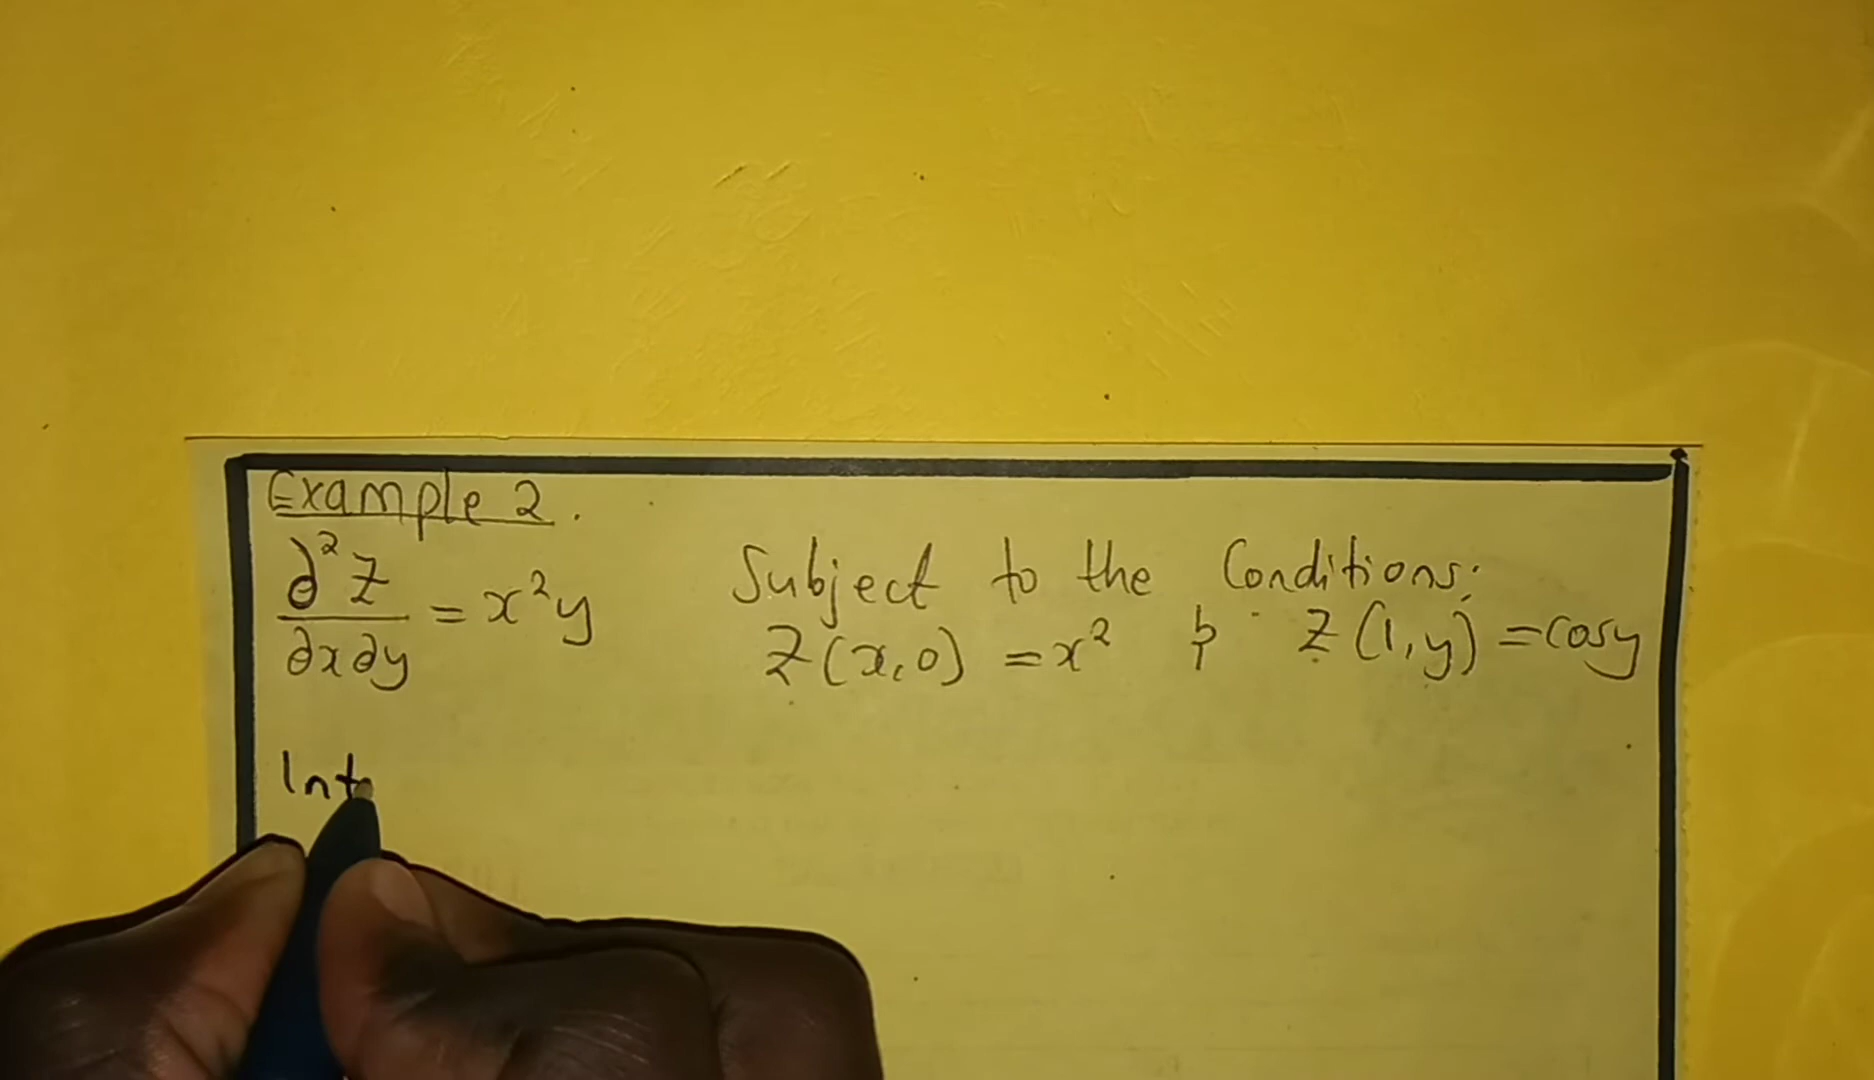 Example 2.
∂²Z/∂x∂y = x²y
Subject to the Conditions:
Z(x,0) = x² & Z(1,y) = cosy
Int